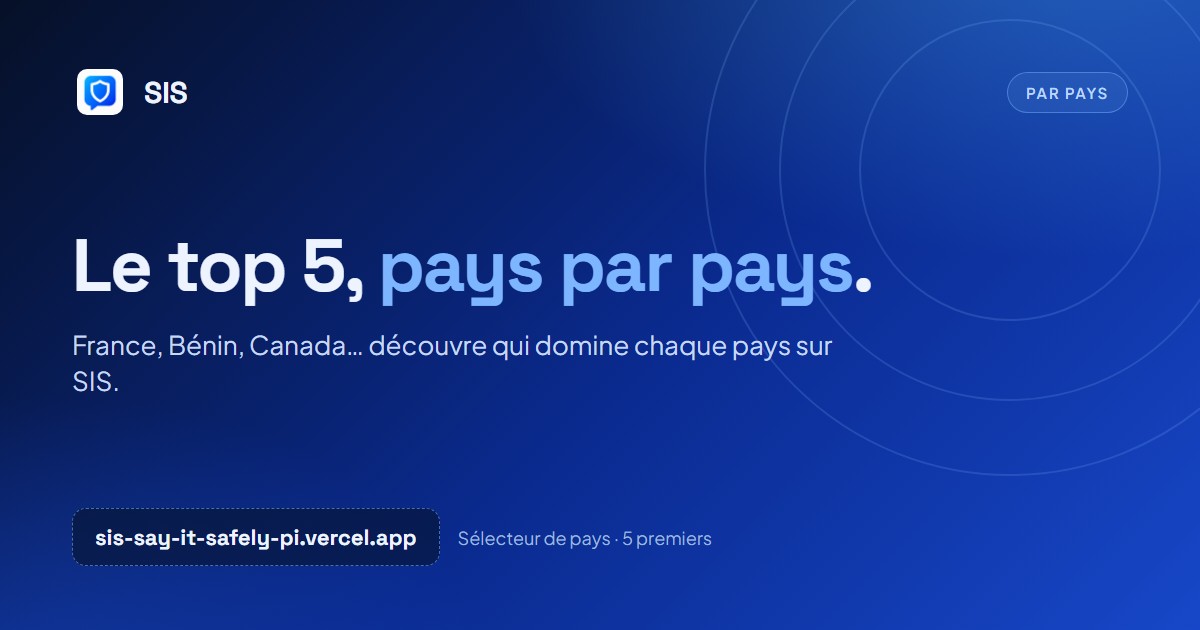 SIS
PAR PAYS
Le top 5, pays par pays.
France, Bénin, Canada... découvre qui domine chaque pays sur
SIS.
sis-say-it-safely-pi.vercel.app
Sélecteur de pays · 5 premiers